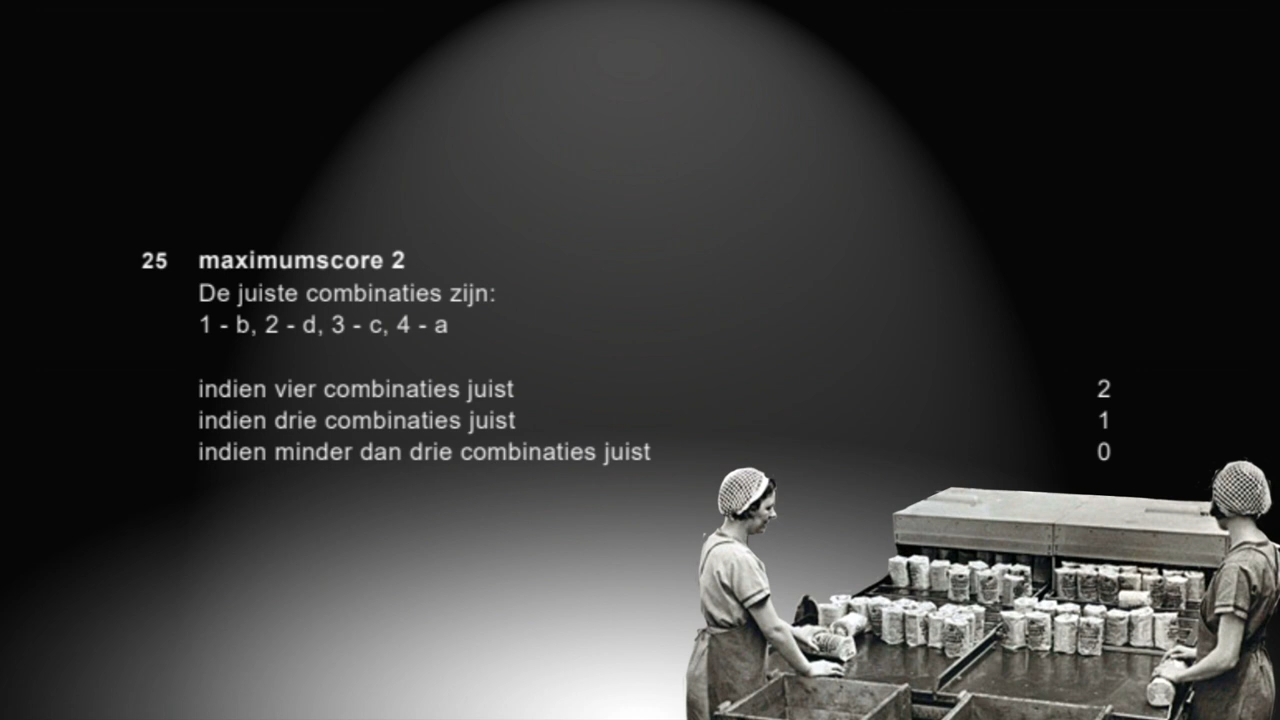 25 maximumscore 2
De juiste combinaties zijn:
1 - b, 2 - d, 3 - c, 4 - a
indien vier combinaties juist 2
indien drie combinaties juist 1
indien minder dan drie combinaties juist 0